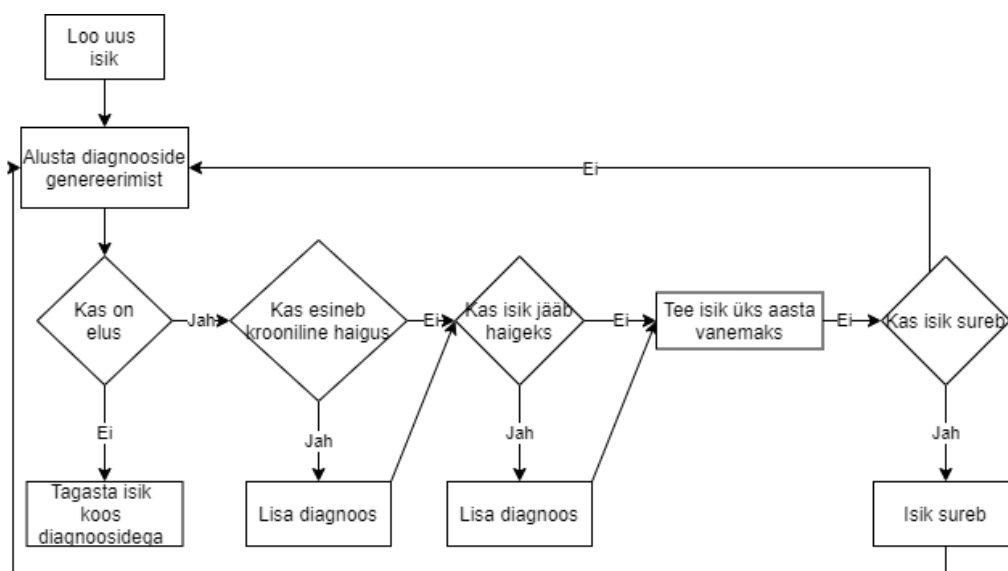 Loo uus
isik
Alusta diagnooside
genereerimist
Ei
Kas on
elus
Jah
Kas esineb
krooniline haigus
Ei
Kas isik jääb
haigeks
Ei
Tee isik üks aasta
vanemaks
Ei
Kas isik sureb
Ei
Jah
Jah
Jah
Tagasta isik
koos
diagnoosidega
Lisa diagnoos
Lisa diagnoos
Isik sureb